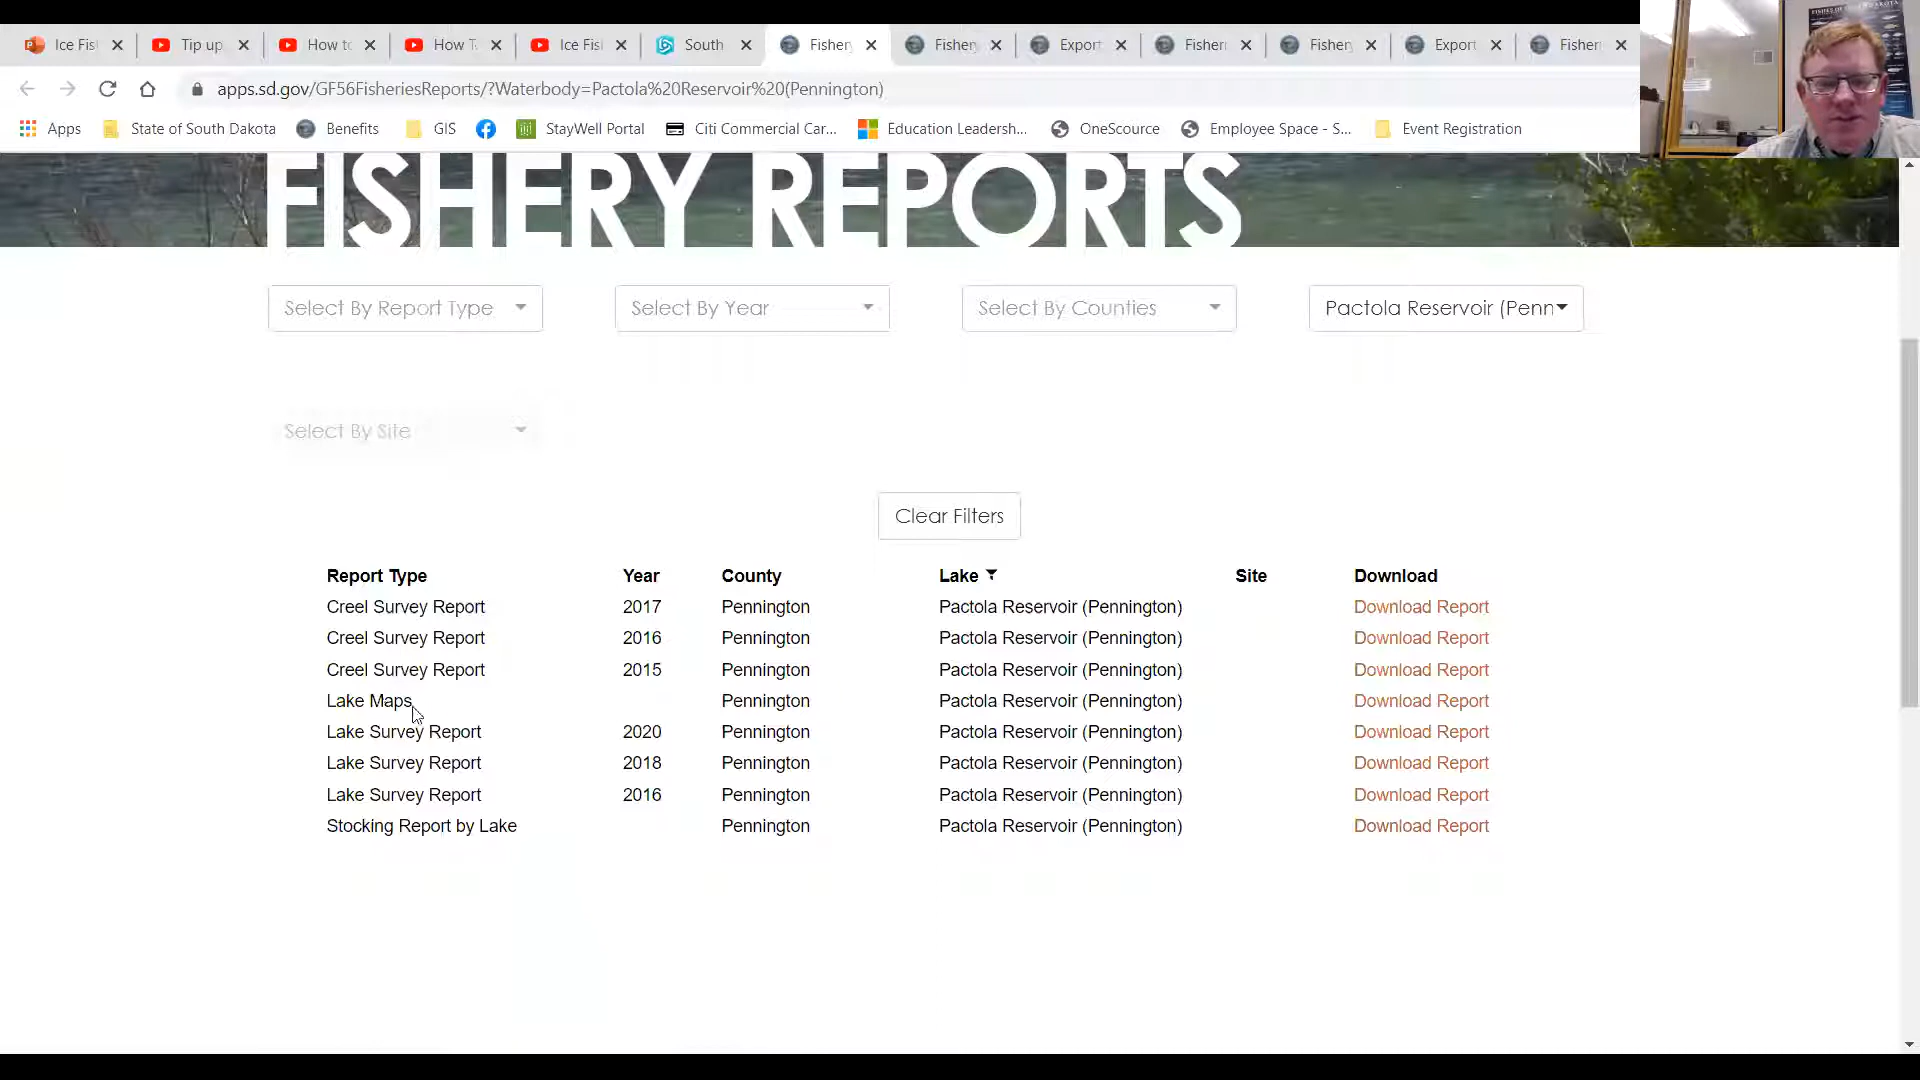 Ice Fis
Tip up
How to
How T
Ice Fis
South
Fisher
Fisher
Export
Fisheri
Fisher
Export
Fisher
apps.sd.gov/GF56FisheriesReports/?Waterbody=Pactola%20Reservoir%20(Pennington)
Apps State of South Dakota Benefits GIS StayWell Portal Citi Commercial Car... Education Leadersh... OneScource Employee Space - S... Event Registration
FISHERY REPORTS
Select By Report Type Select By Year Select By Counties Pactola Reservoir (Penn
Select By Site
Clear Filters
Report Type Year County Lake Site Download
Creel Survey Report 2017 Pennington Pactola Reservoir (Pennington) Download Report
Creel Survey Report 2016 Pennington Pactola Reservoir (Pennington) Download Report
Creel Survey Report 2015 Pennington Pactola Reservoir (Pennington) Download Report
Lake Maps Pennington Pactola Reservoir (Pennington) Download Report
Lake Survey Report 2020 Pennington Pactola Reservoir (Pennington) Download Report
Lake Survey Report 2018 Pennington Pactola Reservoir (Pennington) Download Report
Lake Survey Report 2016 Pennington Pactola Reservoir (Pennington) Download Report
Stocking Report by Lake Pennington Pactola Reservoir (Pennington) Download Report